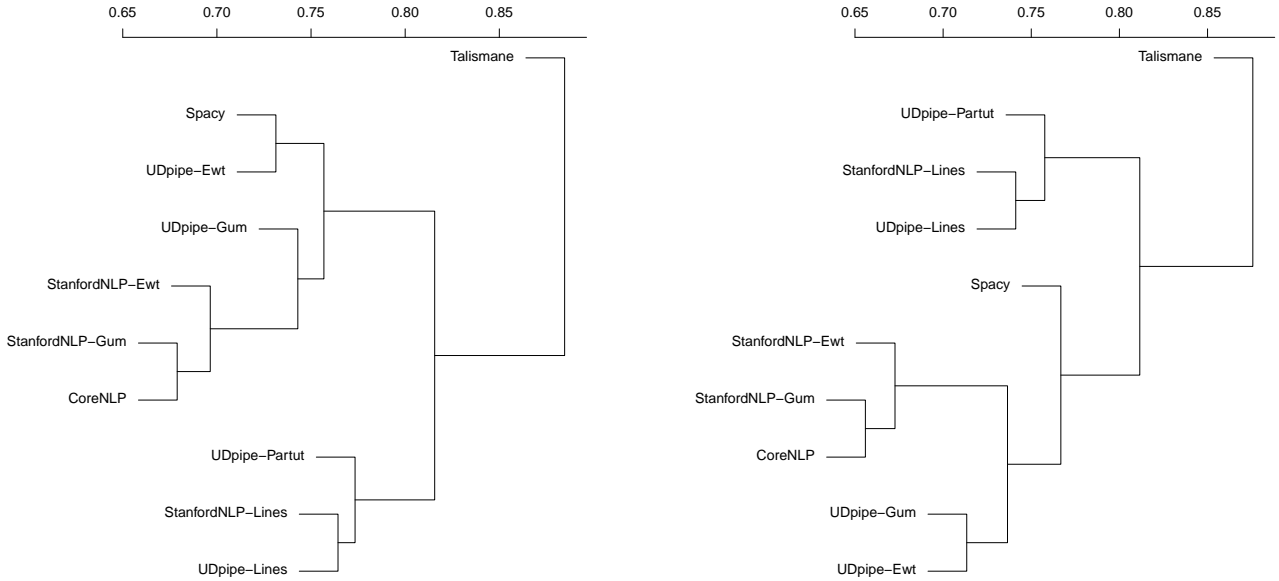 0.65 0.70 0.75 0.80 0.85
Talismane
Spacy
UDpipe−Ewt
UDpipe−Gum
StanfordNLP−Ewt
StanfordNLP−Gum
CoreNLP
UDpipe−Partut
StanfordNLP−Lines
UDpipe−Lines
0.65 0.70 0.75 0.80 0.85
Talismane
UDpipe−Partut
StanfordNLP−Lines
UDpipe−Lines
Spacy
StanfordNLP−Ewt
StanfordNLP−Gum
CoreNLP
UDpipe−Gum
UDpipe−Ewt